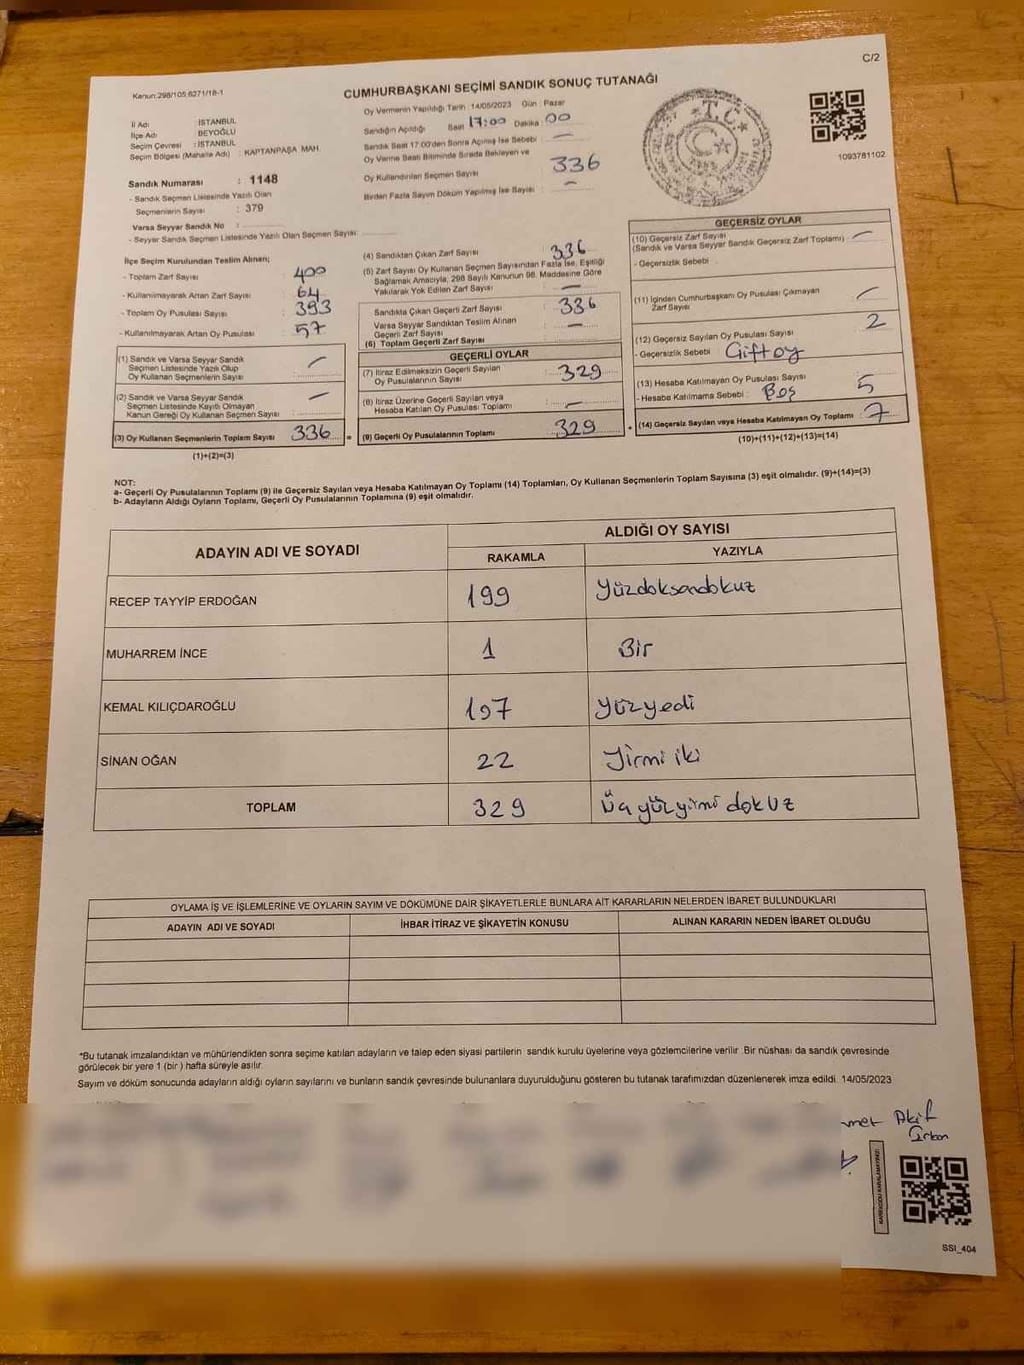 C/2
Kanun:298/105,6271/18-1
CUMHURBAŞKANI SEÇİMİ SANDIK SONUÇ TUTANAĞI
İl Adı : İSTANBUL
İlçe Adı : BEYOĞLU
Seçim Çevresi : İSTANBUL
Seçim Bölgesi (Mahalle Adı) : KAPTANPAŞA MAH.
Sandık Numarası : 1148
- Sandık Seçmen Listesinde Yazılı Olan
Seçmenlerin Sayısı : 379
Varsa Seyyar Sandık No :
- Seyyar Sandık Seçmen Listesinde Yazılı Olan Seçmen Sayısı:
Oy Vermenin Yapıldığı Tarih : 14/05/2023 Gün : Pazar
Sandığın Açıldığı Saat 17:00 Dakika : 00
Sandık Saat 17:00'den Sonra Açılmış İse Sebebi : —
Oy Verme Saati Bitiminde Sırada Bekleyen ve
Oy Kullandırılan Seçmen Sayısı : 336
Birden Fazla Sayım Döküm Yapılmış İse Sayısı : —
T.C.
1093781102
İlçe Seçim Kurulundan Teslim Alınan;
- Toplam Zarf Sayısı : 400
- Kullanılmayarak Artan Zarf Sayısı : 64
- Toplam Oy Pusulası Sayısı : 393
- Kullanılmayarak Artan Oy Pusulası : 57
(1) Sandık ve Varsa Seyyar Sandık
Seçmen Listesinde Yazılı Olup
Oy Kullanan Seçmenlerin Sayısı : —
(2) Sandık ve Varsa Seyyar Sandık
Seçmen Listesinde Kayıtlı Olmayan
Kanun Gereği Oy Kullanan Seçmen Sayısı : —
(3) Oy Kullanan Seçmenlerin Toplam Sayısı 336
(1)+(2)=(3)
(4) Sandıktan Çıkan Zarf Sayısı : 336
(5) Zarf Sayısı Oy Kullanan Seçmen Sayısından Fazla İse, Eşitliği
Sağlamak Amacıyla, 298 Sayılı Kanunun 98. Maddesine Göre
Yakılarak Yok Edilen Zarf Sayısı : —
Sandıkta Çıkan Geçerli Zarf Sayısı : 336
Varsa Seyyar Sandıktan Teslim Alınan
Geçerli Zarf Sayısı : —
(6) Toplam Geçerli Zarf Sayısı
GEÇERLİ OYLAR
(7) İtiraz Edilmeksizin Geçerli Sayılan
Oy Pusulalarının Sayısı : 329
(8) İtiraz Üzerine Geçerli Sayılan veya
Hesaba Katılan Oy Pusulası Toplamı : —
= (9) Geçerli Oy Pusulalarının Toplamı 329
GEÇERSİZ OYLAR
(10) Geçersiz Zarf Sayısı
(Sandık ve Varsa Seyyar Sandık Geçersiz Zarf Toplamı) : —
- Geçersizlik Sebebi :
(11) İçinden Cumhurbaşkanı Oy Pusulası Çıkmayan
Zarf Sayısı : —
(12) Geçersiz Sayılan Oy Pusulası Sayısı : 2
- Geçersizlik Sebebi : Çift oy
(13) Hesaba Katılmayan Oy Pusulası Sayısı : 5
- Hesaba Katılmama Sebebi : Boş
+ (14) Geçersiz Sayılan veya Hesaba Katılmayan Oy Toplamı : 7
(10)+(11)+(12)+(13)=(14)
NOT:
a- Geçerli Oy Pusulalarının Toplamı (9) ile Geçersiz Sayılan veya Hesaba Katılmayan Oy Toplamı (14) Toplamları, Oy Kullanan Seçmenlerin Toplam Sayısına (3) eşit olmalıdır. (9)+(14)=(3)
b- Adayların Aldığı Oyların Toplamı, Geçerli Oy Pusulalarının Toplamına (9) eşit olmalıdır.
ADAYIN ADI VE SOYADI
ALDIĞI OY SAYISI
RAKAMLA YAZIYLA
RECEP TAYYİP ERDOĞAN 199 Yüzdoksandokuz
MUHARREM İNCE 1 Bir
KEMAL KILIÇDAROĞLU 107 Yüzyedi
SİNAN OĞAN 22 Yirmi iki
TOPLAM 329 Üçyüzyirmi dokuz
OYLAMA İŞ VE İŞLEMLERİNE VE OYLARIN SAYIM VE DÖKÜMÜNE DAİR ŞİKAYETLERLE BUNLARA AİT KARARLARIN NELERDEN İBARET BULUNDUKLARI
ADAYIN ADI VE SOYADI İHBAR İTİRAZ VE ŞİKAYETİN KONUSU ALINAN KARARIN NEDEN İBARET OLDUĞU
*Bu tutanak imzalandıktan ve mühürlendikten sonra seçime katılan adayların ve talep eden siyasi partilerin sandık kurulu üyelerine veya gözlemcilerine verilir. Bir nüshası da sandık çevresinde
görülecek bir yere 1 (bir) hafta süreyle asılır.
Sayım ve döküm sonucunda adayların aldığı oyların sayılarını ve bunların sandık çevresinde bulunanlara duyurulduğunu gösteren bu tutanak tarafımızdan düzenlenerek imza edildi. 14/05/2023
met Akif
SSI_404